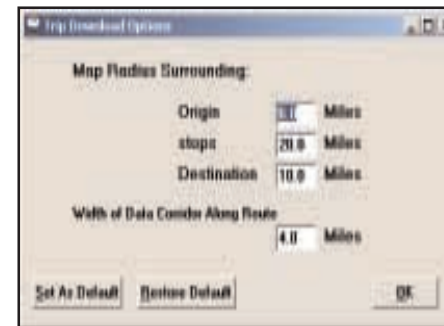 Trip Download Options
Map Radius Surrounding:
Origin Miles
stops 20.0 Miles
Destination 10.0 Miles
Width of Data Corridor Along Route
4.0 Miles
Set As Default Restore Default OK